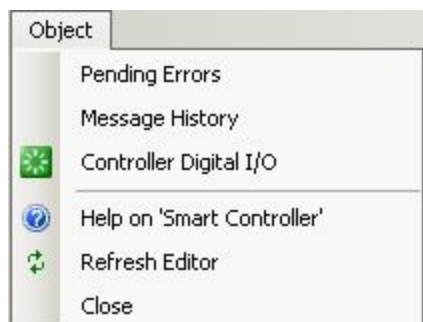 Object
Pending Errors
Message History
Controller Digital I/O
Help on 'Smart Controller'
Refresh Editor
Close